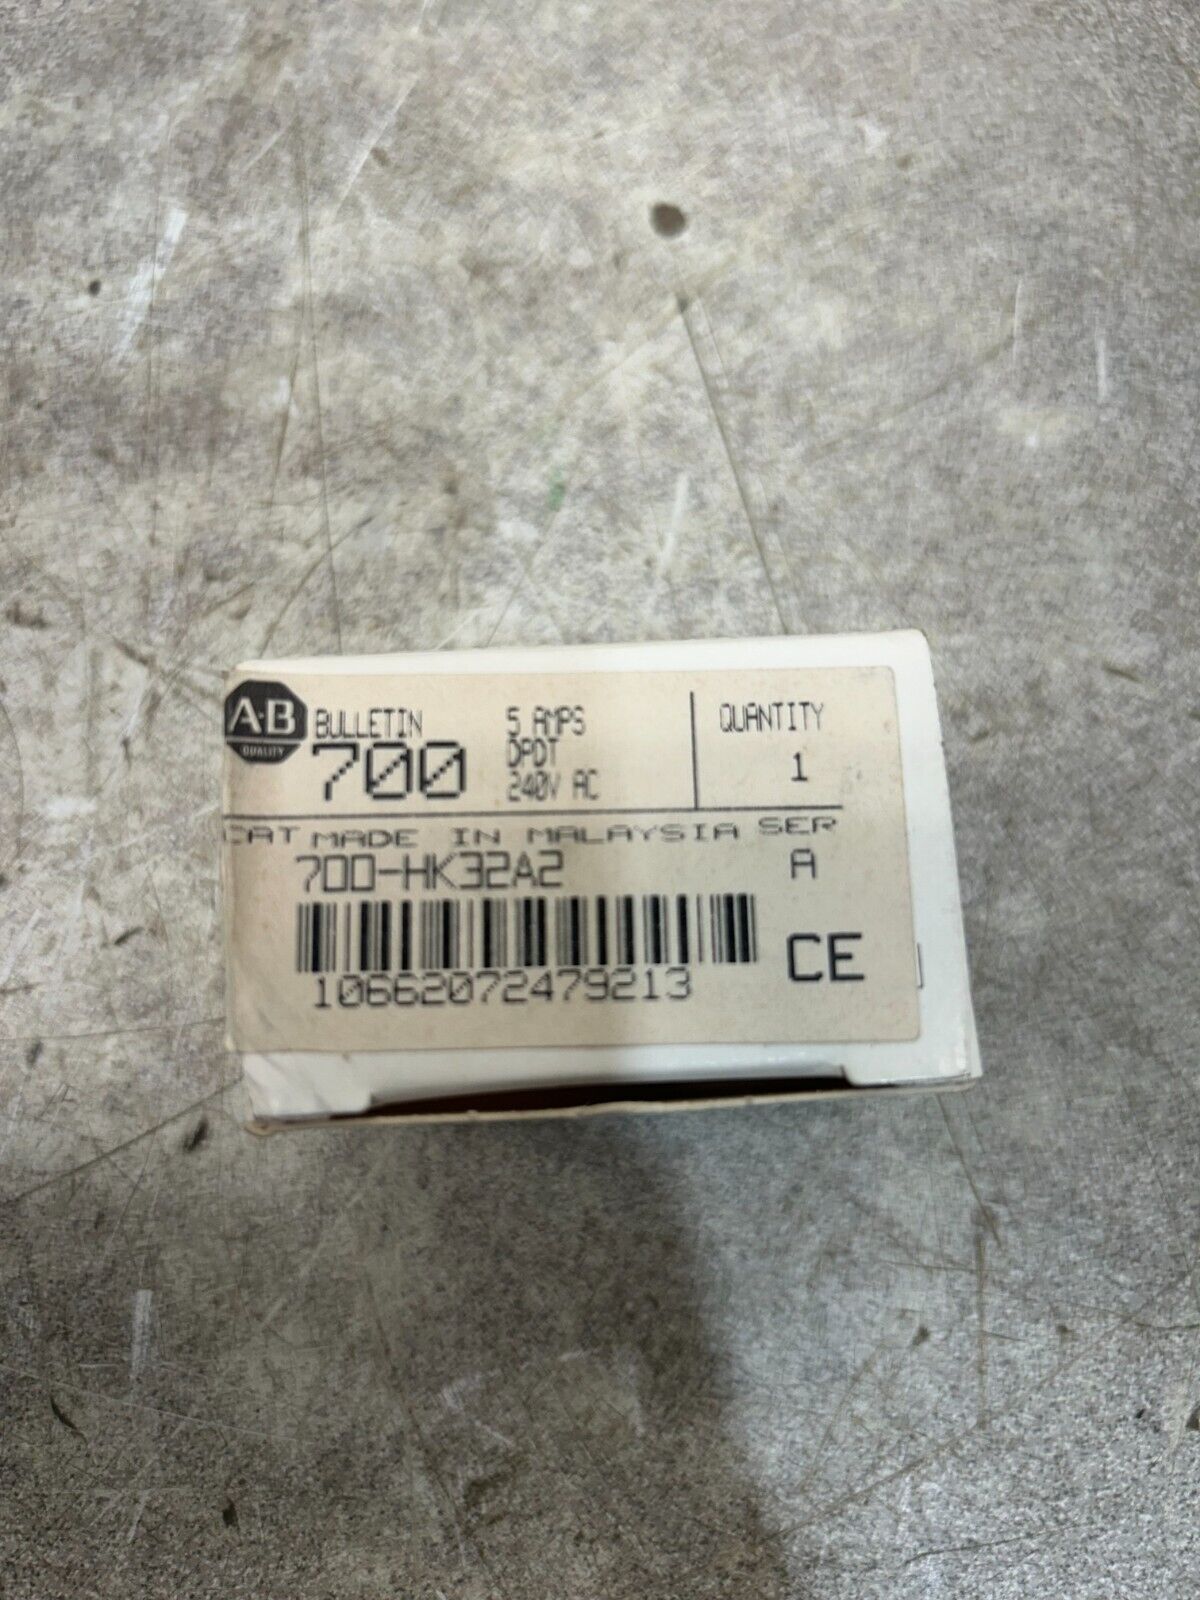 A-B
QUALITY
BULLETIN
700
5 AMPS
DPDT
240V AC
QUANTITY
1
CAT MADE IN MALAYSIA SER
700-HK32A2 A
10662072479213
CE